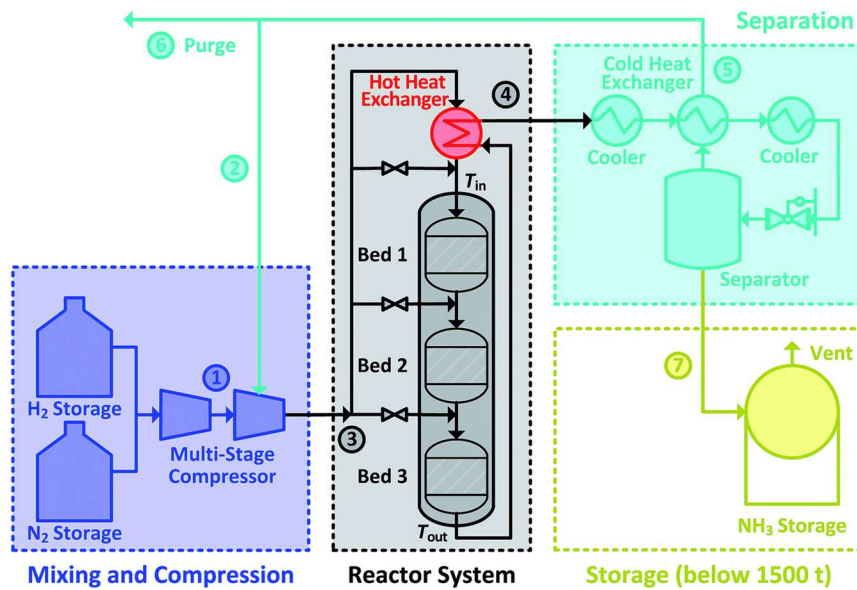 Separation
6 Purge
Hot Heat
Exchanger
4
Cold Heat
Exchanger
5
Cooler
Cooler
2
Tin
Bed 1
Separator
Bed 2
1
H2 Storage
Multi-Stage
Compressor
3
Bed 3
N2 Storage
Tout
7
Vent
NH3 Storage
Mixing and Compression
Reactor System
Storage (below 1500 t)